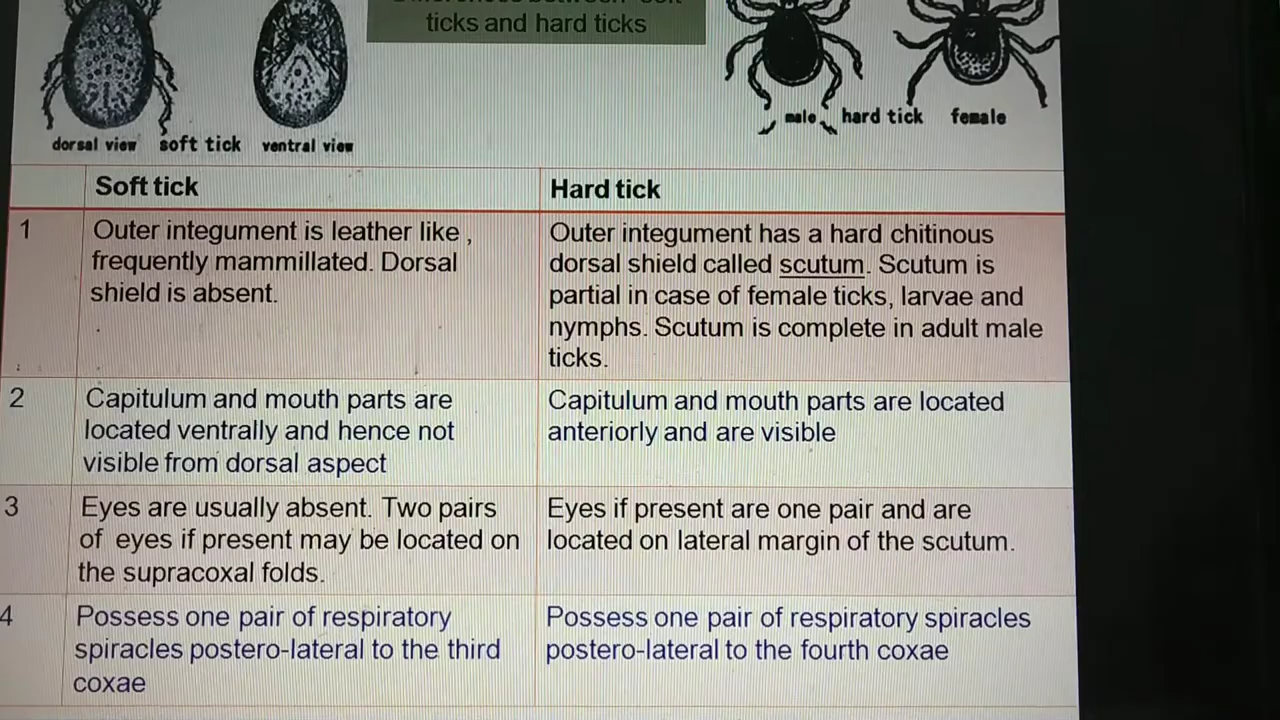 ticks and hard ticks
dorsal view soft tick ventral view
male hard tick female
Soft tick
Hard tick
1
Outer integument is leather like ,
frequently mammillated. Dorsal
shield is absent.
Outer integument has a hard chitinous
dorsal shield called scutum. Scutum is
partial in case of female ticks, larvae and
nymphs. Scutum is complete in adult male
ticks.
2
Capitulum and mouth parts are
located ventrally and hence not
visible from dorsal aspect
Capitulum and mouth parts are located
anteriorly and are visible
3
Eyes are usually absent. Two pairs
of eyes if present may be located on
the supracoxal folds.
Eyes if present are one pair and are
located on lateral margin of the scutum.
4
Possess one pair of respiratory
spiracles postero-lateral to the third
coxae
Possess one pair of respiratory spiracles
postero-lateral to the fourth coxae